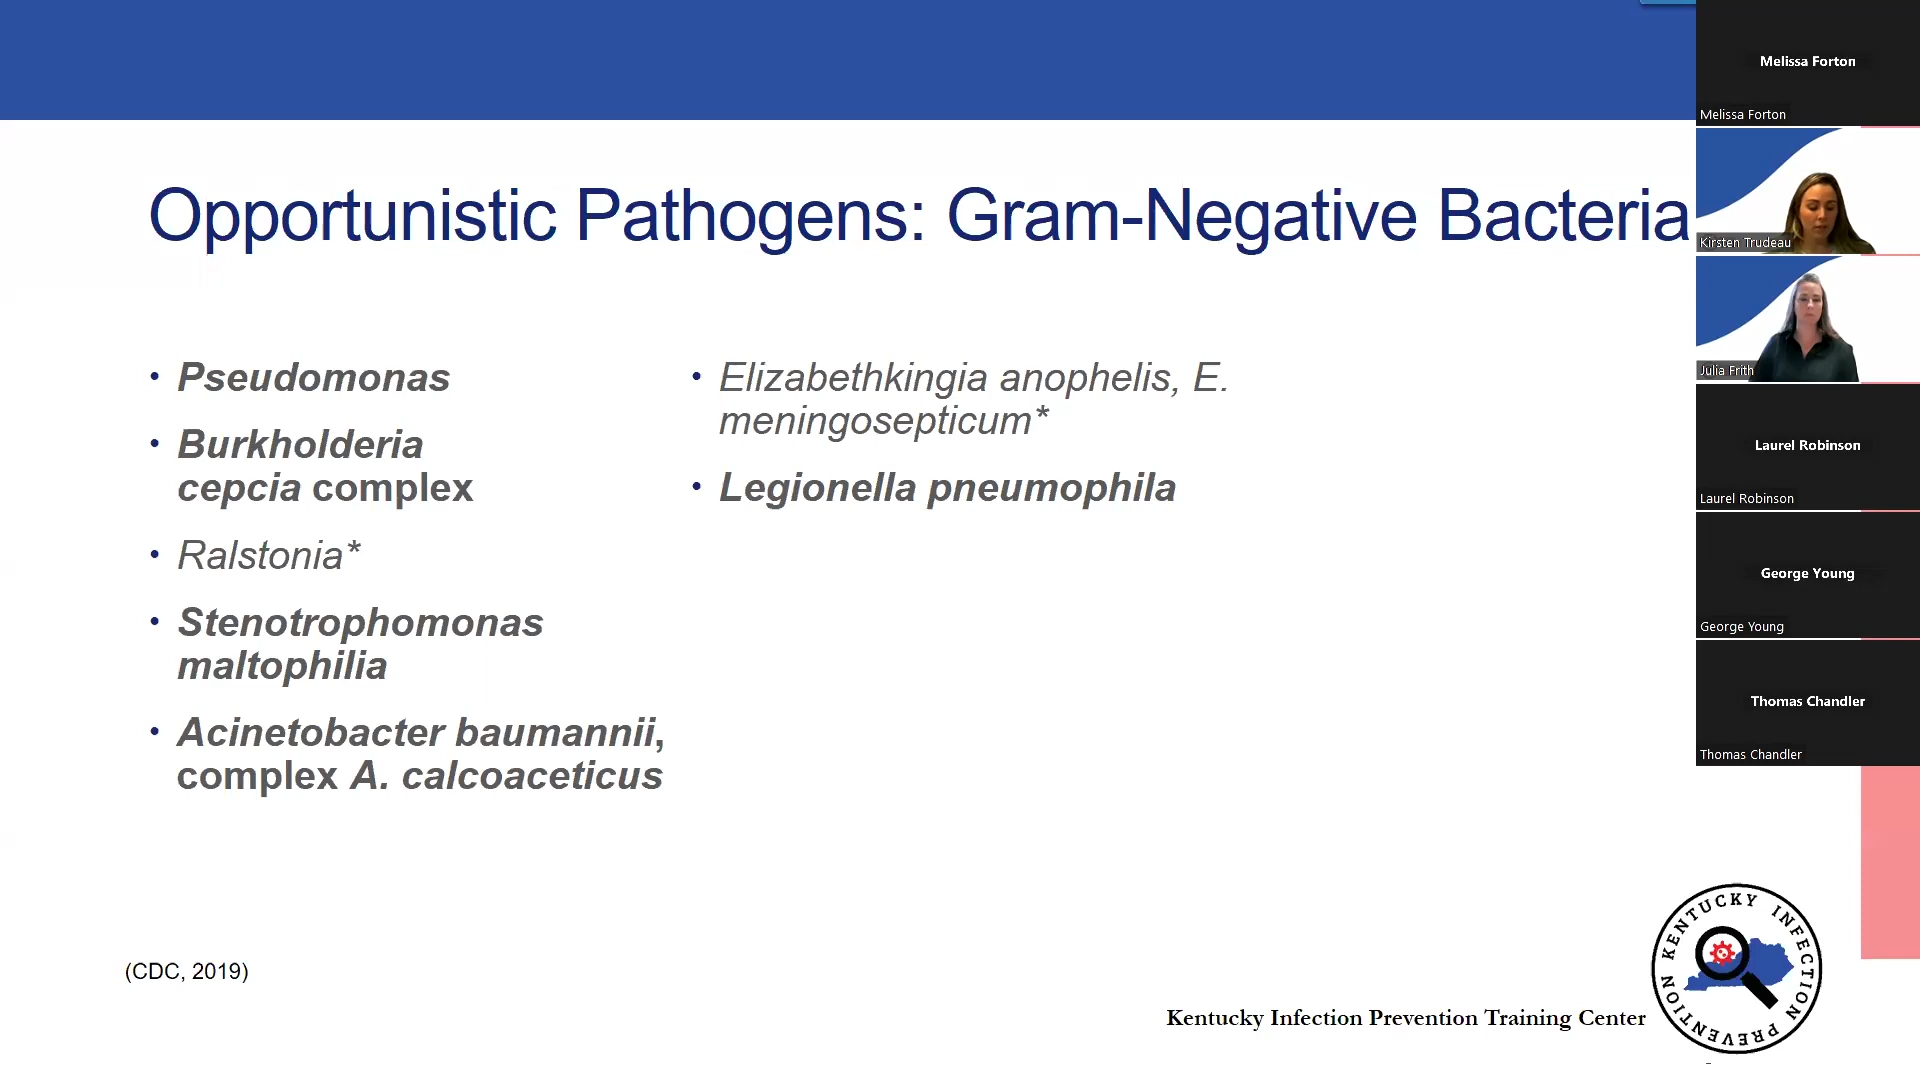 Opportunistic Pathogens: Gram-Negative Bacteria
• Pseudomonas
• Burkholderia
cepcia complex
• Ralstonia*
• Stenotrophomonas
maltophilia
• Acinetobacter baumannii,
complex A. calcoaceticus
• Elizabethkingia anophelis, E.
meningosepticum*
• Legionella pneumophila
(CDC, 2019)
Kentucky Infection Prevention Training Center
KENTUCKY INFECTION PREVENTION
Melissa Forton
Melissa Forton
Kirsten Trudeau
Julia Frith
Laurel Robinson
Laurel Robinson
George Young
George Young
Thomas Chandler
Thomas Chandler